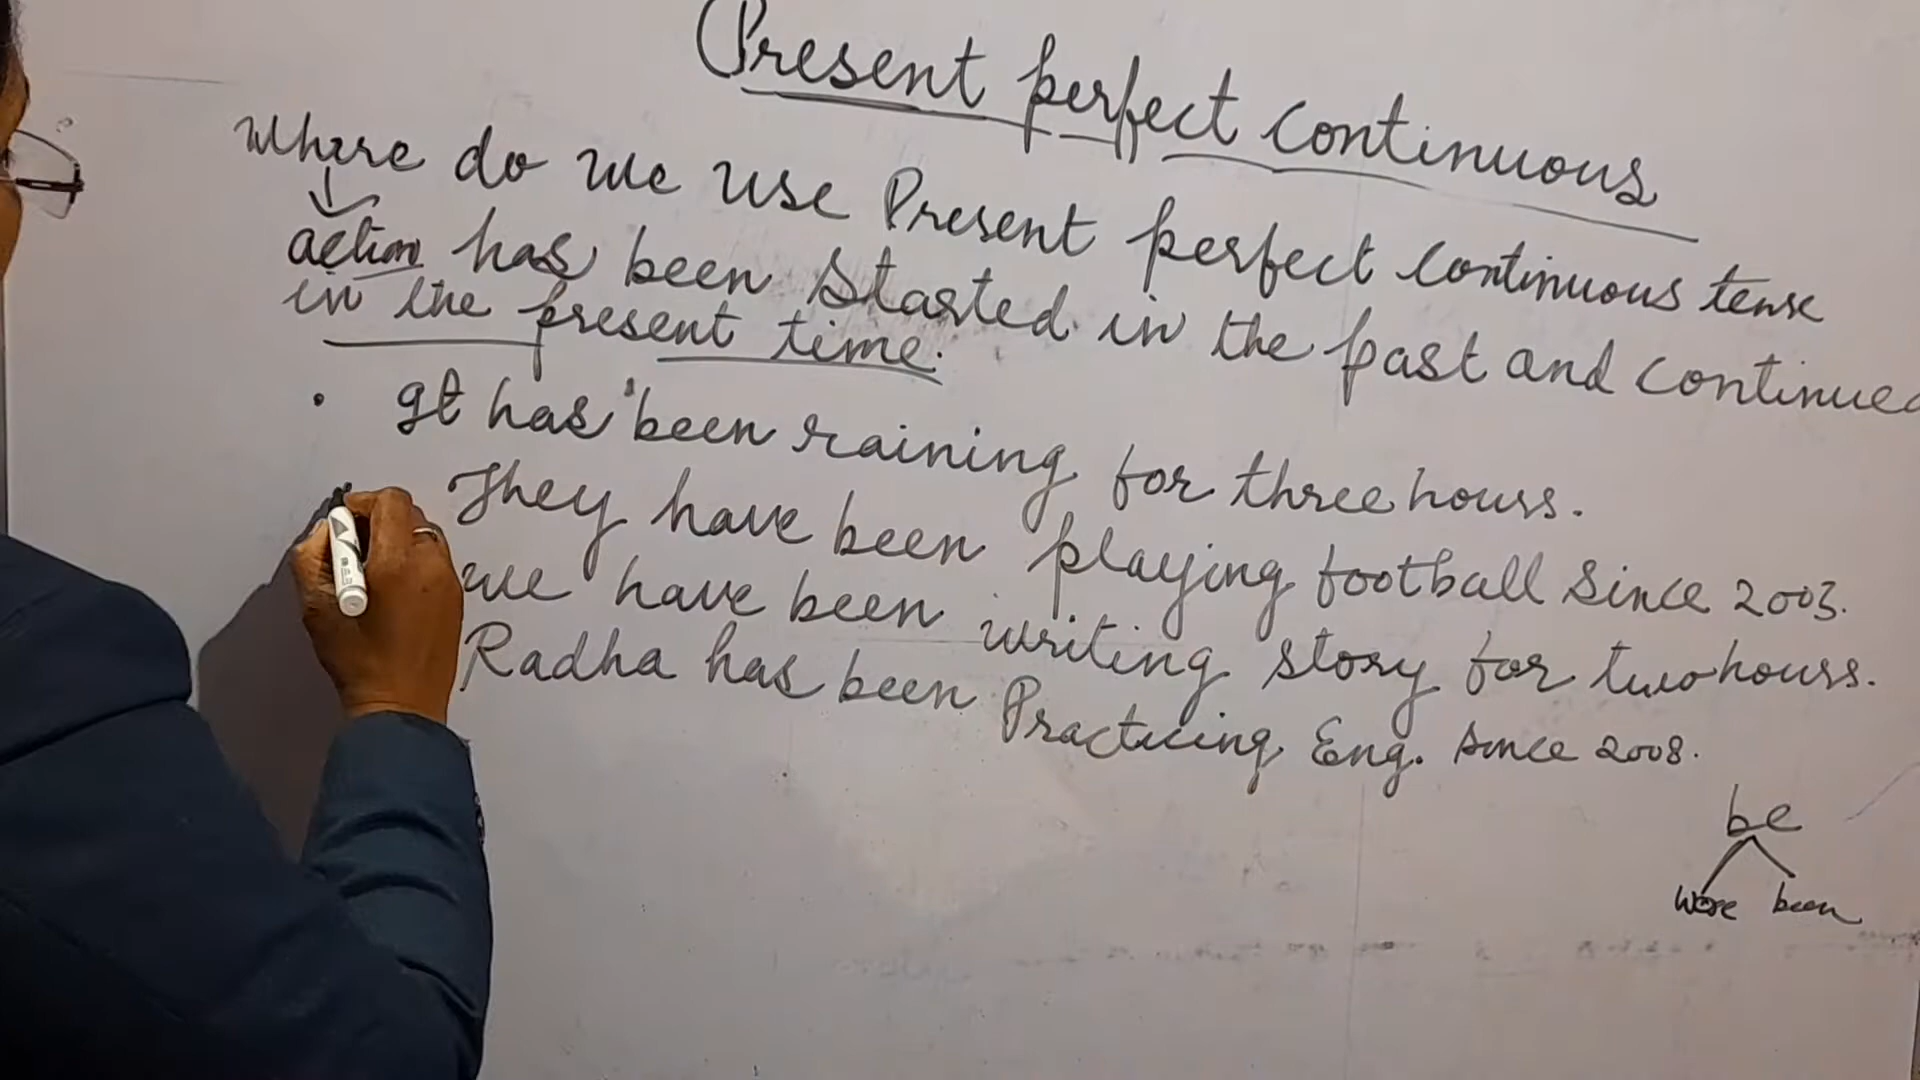 Present perfect continuous
Where do we use Present perfect continuous tense
action has been started in the past and continued
in the present time.
• It has been raining for three hours.
They have been playing football since 2003.
we have been writing story for two hours.
Radha has been Practicing Eng. since 2008.
be
were been